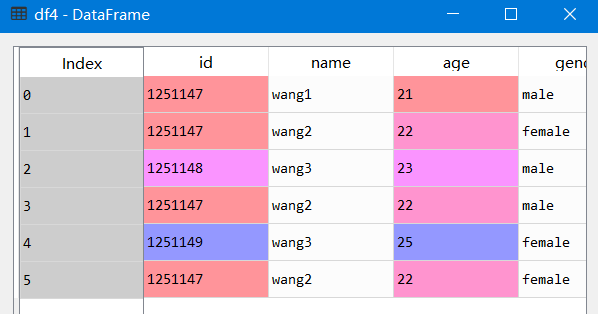 df4 - DataFrame
Index id name age gen
0 1251147 wang1 21 male
1 1251147 wang2 22 female
2 1251148 wang3 23 male
3 1251147 wang2 22 male
4 1251149 wang3 25 female
5 1251147 wang2 22 female